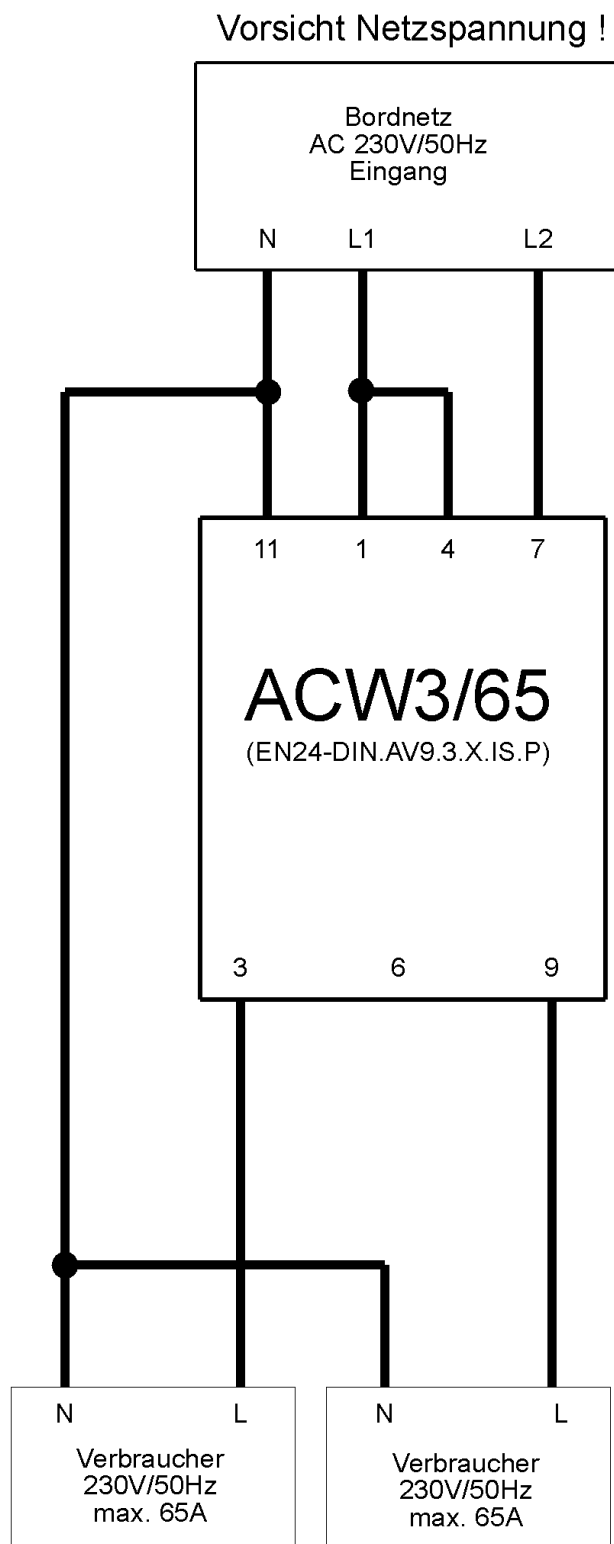 Vorsicht Netzspannung !
Bordnetz
AC 230V/50Hz
Eingang
N L1 L2
11 1 4 7
ACW3/65
(EN24-DIN.AV9.3.X.IS.P)
3 6 9
N L N L
Verbraucher
230V/50Hz
max. 65A
Verbraucher
230V/50Hz
max. 65A